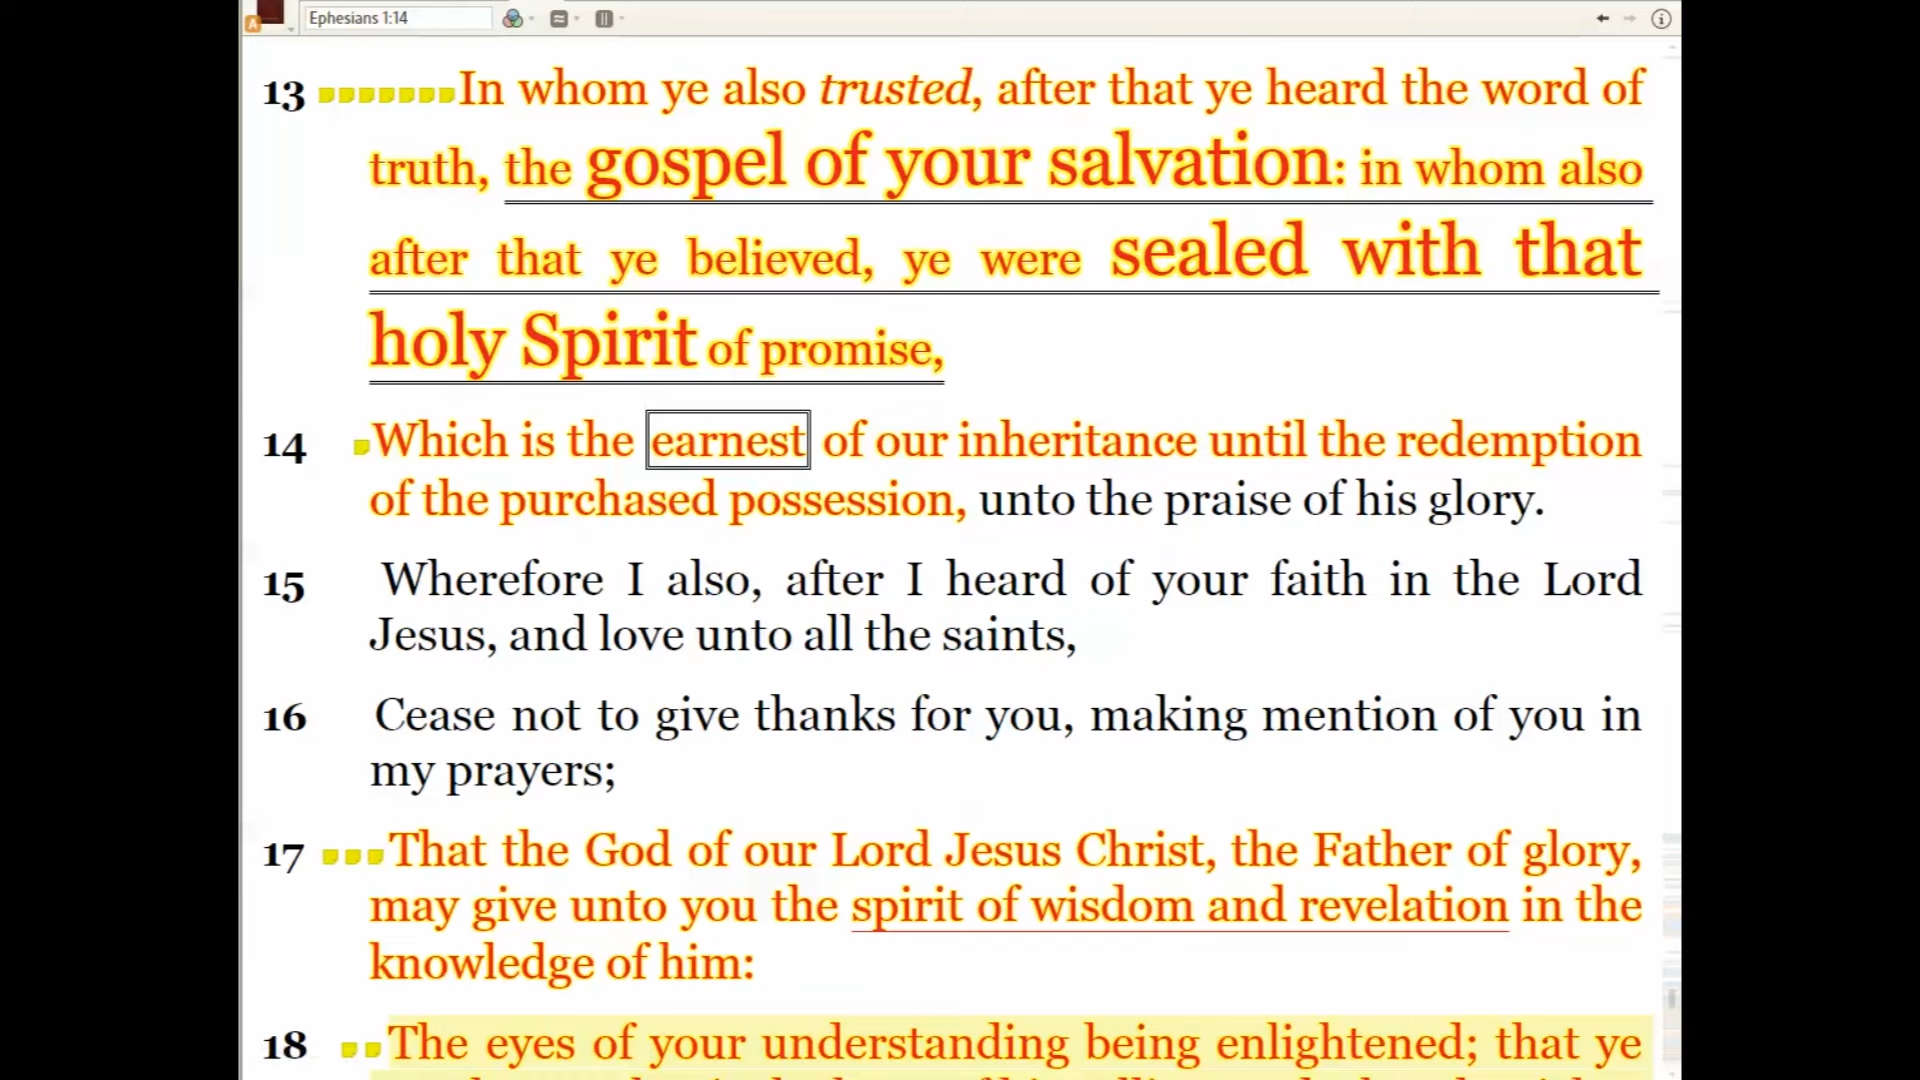 Ephesians 1:14
13 In whom ye also trusted, after that ye heard the word of
truth, the gospel of your salvation: in whom also
after that ye believed, ye were sealed with that
holy Spirit of promise,
14 Which is the earnest of our inheritance until the redemption
of the purchased possession, unto the praise of his glory.
15 Wherefore I also, after I heard of your faith in the Lord
Jesus, and love unto all the saints,
16 Cease not to give thanks for you, making mention of you in
my prayers;
17 That the God of our Lord Jesus Christ, the Father of glory,
may give unto you the spirit of wisdom and revelation in the
knowledge of him:
18 The eyes of your understanding being enlightened; that ye